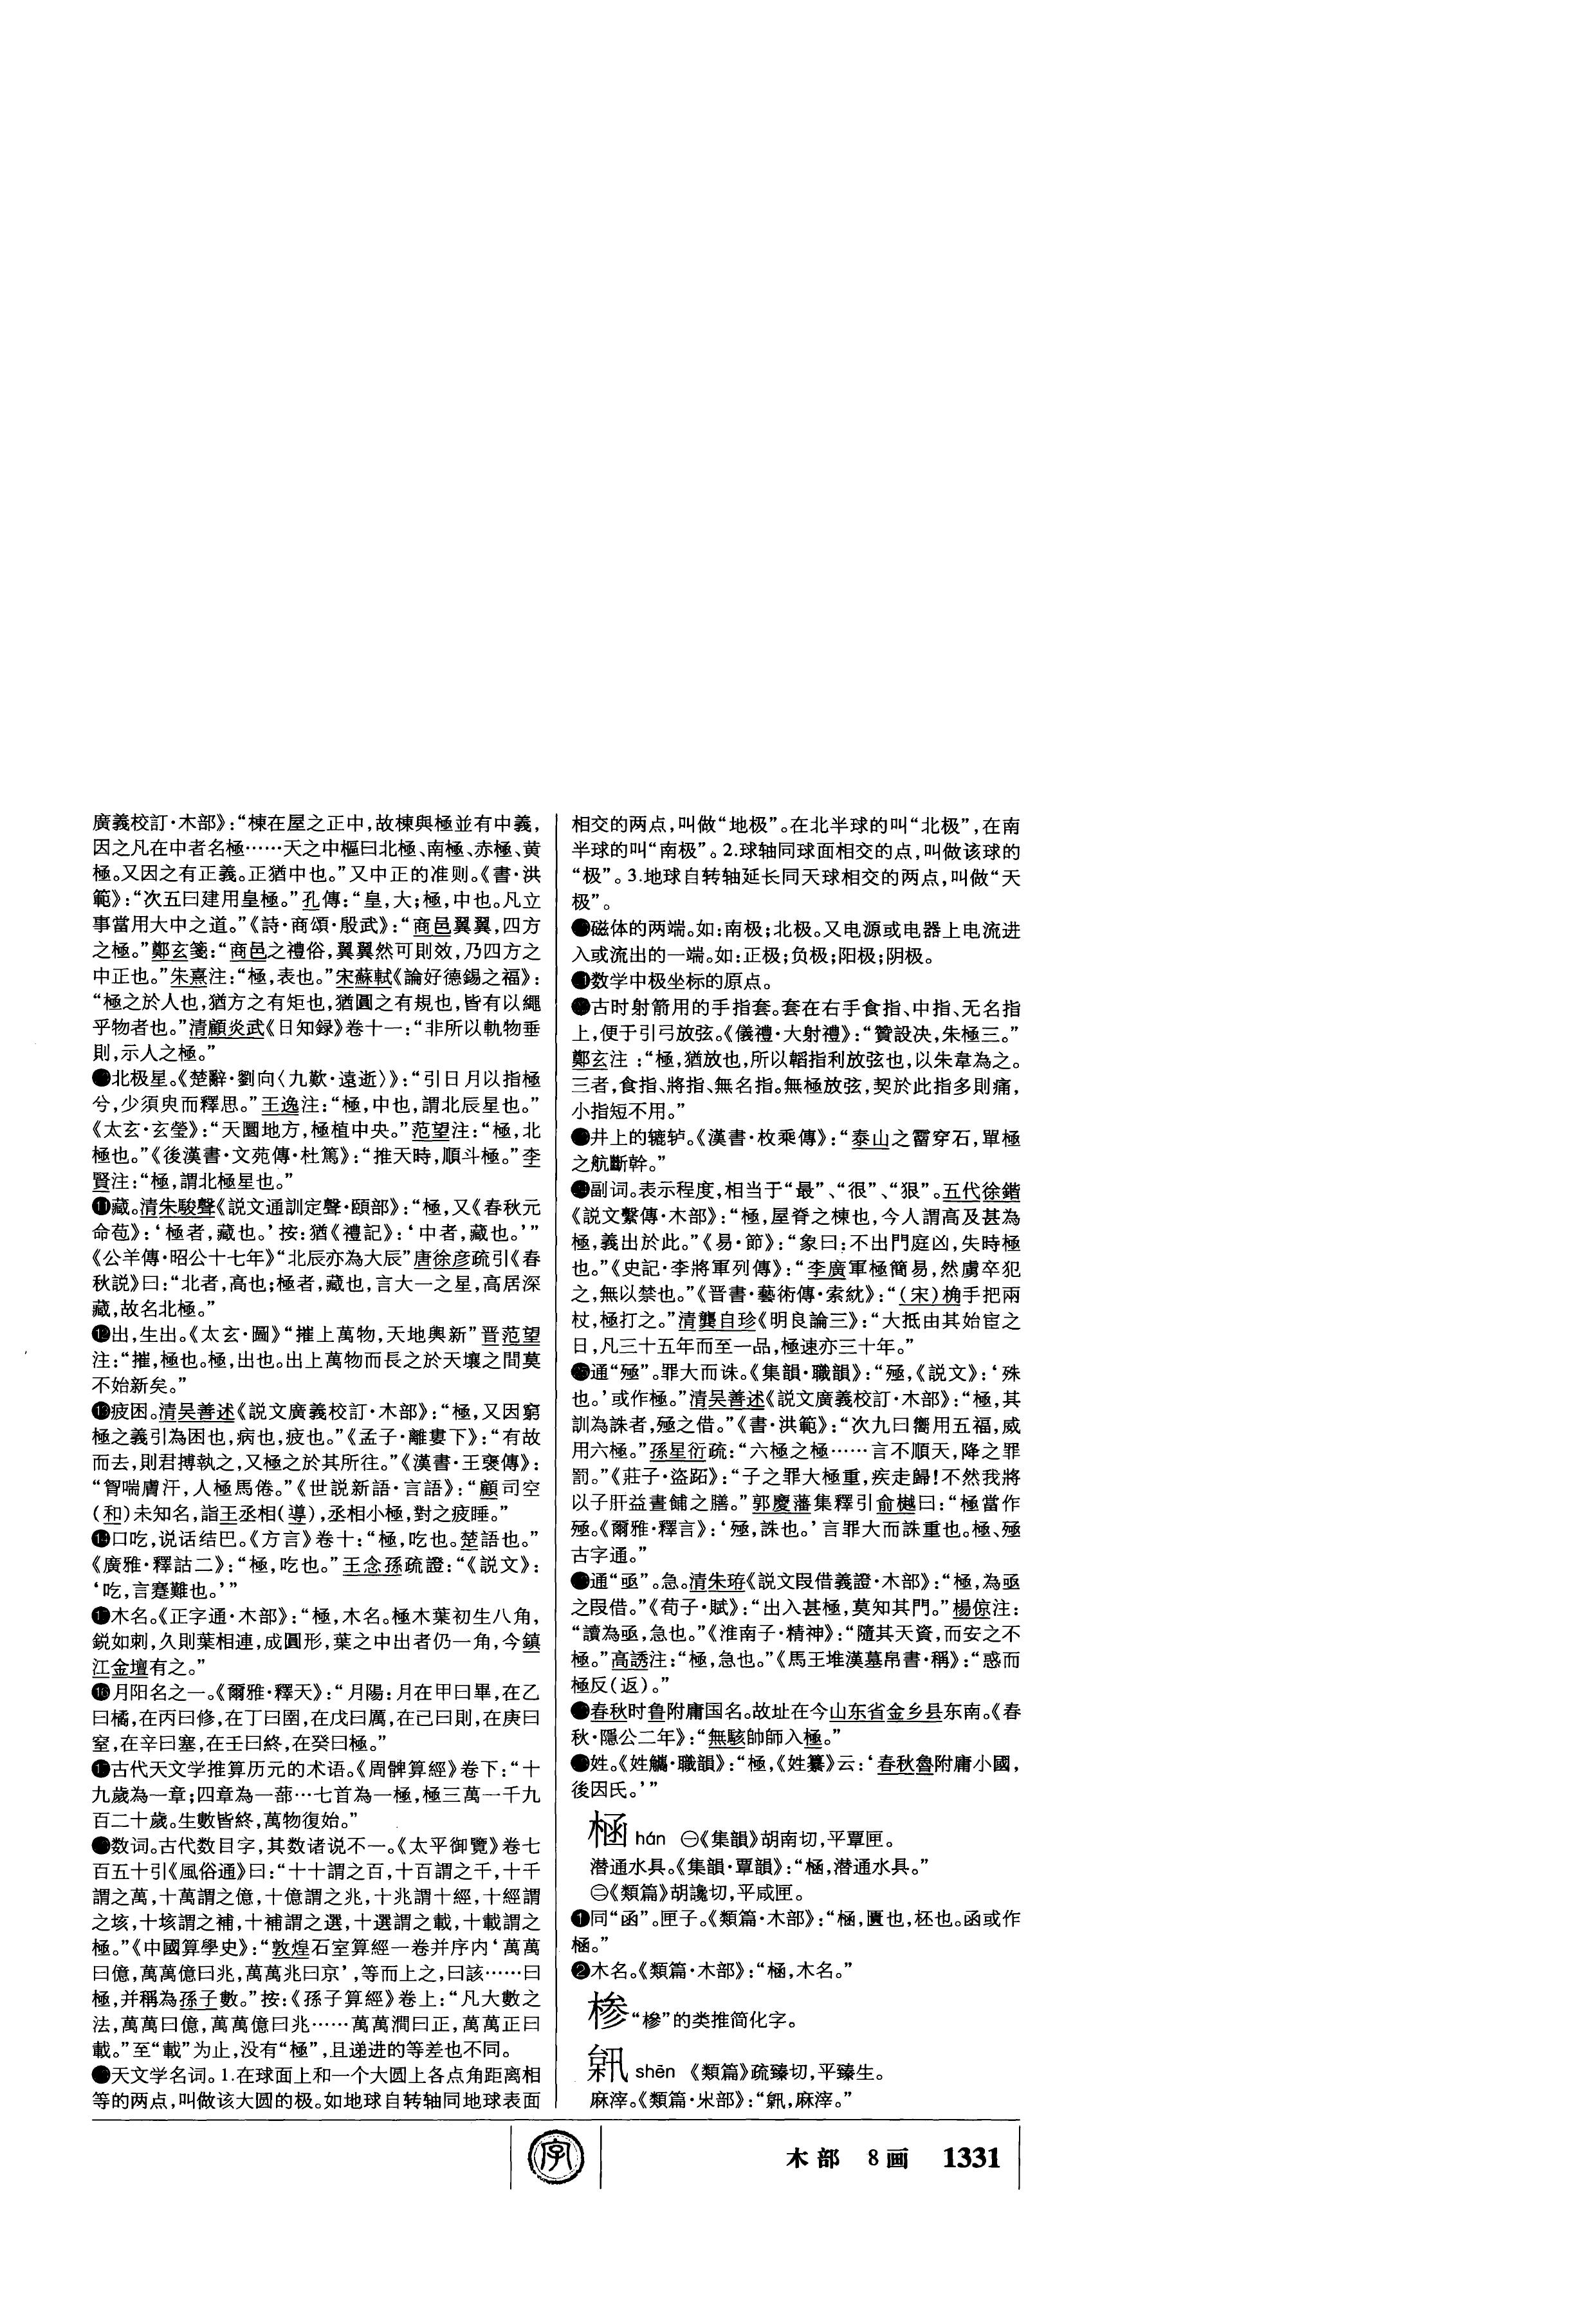 廣義校訂·木部》：“棟在屋之正中，故棟與極並有中義，
因之凡在中者名極……天之中樞曰北極、南極、赤極、黄
極。又因之有正義。正猶中也。”又中正的准则。《書·洪
範》：“次五曰建用皇極。”孔傳：“皇，大；極，中也。凡立
事當用大中之道。”《詩·商頌·殷武》：“商邑翼翼，四方
之極。”鄭玄箋：“商邑之禮俗，翼翼然可則效，乃四方之
中正也。”朱熹注：“極，表也。”宋蘇軾《論好德錫之福》：
“極之於人也，猶方之有矩也，猶圓之有規也，皆有以繩
乎物者也。”清顧炎武《日知録》卷十一：“非所以軌物垂
則，示人之極。”
北极星。《楚辭·劉向〈九歎·遠逝〉》：“引日月以指極
兮，少須臾而釋思。”王逸注：“極，中也，謂北辰星也。”
《太玄·玄瑩》：“天圜地方，極植中央。”范望注：“極，北
極也。”《後漢書·文苑傳·杜篤》：“推天時，順斗極。”李
賢注：“極，謂北極星也。”
⓫藏。清朱駿聲《説文通訓定聲·頤部》：“極，又《春秋元
命苞》：‘極者，藏也。’按：猶《禮記》：‘中者，藏也。’”
《公羊傳·昭公十七年》“北辰亦為大辰”唐徐彦疏引《春
秋説》曰：“北者，高也；極者，藏也，言大一之星，高居深
藏，故名北極。”
⓬出，生出。《太玄·圖》“摧上萬物，天地輿新”晋范望
注：“摧，極也。極，出也。出上萬物而長之於天壤之間莫
不始新矣。”
⓭疲困。清吴善述《説文廣義校訂·木部》：“極，又因窮
極之義引為困也，病也，疲也。”《孟子·離婁下》：“有故
而去，則君搏執之，又極之於其所往。”《漢書·王襃傳》：
“胷喘膚汗，人極馬倦。”《世説新語·言語》：“顧司空
（和）未知名，詣王丞相（導），丞相小極，對之疲睡。”
⓮口吃，说话结巴。《方言》卷十：“極，吃也。楚語也。”
《廣雅·釋詁二》：“極，吃也。”王念孫疏證：“《説文》：
‘吃，言蹇難也。’”
⓯木名。《正字通·木部》：“極，木名。極木葉初生八角，
鋭如刺，久則葉相連，成圓形，葉之中出者仍一角，今鎮
江金壇有之。”
⓰月阳名之一。《爾雅·釋天》：“月陽：月在甲曰畢，在乙
曰橘，在丙曰修，在丁曰圉，在戊曰厲，在己曰則，在庚曰
窒，在辛曰塞，在壬曰終，在癸曰極。”
⓱古代天文学推算历元的术语。《周髀算經》卷下：“十
九歲為一章；四章為一蔀…七首為一極，極三萬一千九
百二十歲。生數皆終，萬物復始。”
数词。古代数目字，其数诸说不一。《太平御覽》卷七
百五十引《風俗通》曰：“十十謂之百，十百謂之千，十千
謂之萬，十萬謂之億，十億謂之兆，十兆謂十經，十經謂
之垓，十垓謂之補，十補謂之選，十選謂之載，十載謂之
極。”《中國算學史》：“敦煌石室算經一卷并序内‘萬萬
曰億，萬萬億曰兆，萬萬兆曰京’，等而上之，曰該……曰
極，并稱為孫子數。”按：《孫子算經》卷上：“凡大數之
法，萬萬曰億，萬萬億曰兆……萬萬澗曰正，萬萬正曰
載。”至“載”为止，没有“極”，且递进的等差也不同。
天文学名词。1.在球面上和一个大圆上各点角距离相
等的两点，叫做该大圆的极。如地球自转轴同地球表面
相交的两点，叫做“地极”。在北半球的叫“北极”，在南
半球的叫“南极”。2.球轴同球面相交的点，叫做该球的
“极”。3.地球自转轴延长同天球相交的两点，叫做“天
极”。
磁体的两端。如：南极；北极。又电源或电器上电流进
入或流出的一端。如：正极；负极；阳极；阴极。
数学中极坐标的原点。
古时射箭用的手指套。套在右手食指、中指、无名指
上，便于引弓放弦。《儀禮·大射禮》：“贊設决，朱極三。”
鄭玄注：“極，猶放也，所以韜指利放弦也，以朱韋為之。
三者，食指、將指、無名指。無極放弦，契於此指多則痛，
小指短不用。”
井上的辘轳。《漢書·枚乘傳》：“泰山之霤穿石，單極
之航斷幹。”
副词。表示程度，相当于“最”、“很”、“狠”。五代徐鍇
《説文繫傳·木部》：“極，屋脊之棟也，今人謂高及甚為
極，義出於此。”《易·節》：“象曰：不出門庭凶，失時極
也。”《史記·李將軍列傳》：“李廣軍極簡易，然虜卒犯
之，無以禁也。”《晋書·藝術傳·索紞》：“（宋）桷手把兩
杖，極打之。”清龔自珍《明良論三》：“大抵由其始宦之
日，凡三十五年而至一品，極速亦三十年。”
通“殛”。罪大而诛。《集韻·職韻》：“殛，《説文》：‘殊
也。’或作極。”清吴善述《説文廣義校訂·木部》：“極，其
訓為誅者，殛之借。”《書·洪範》：“次九曰嚮用五福，威
用六極。”孫星衍疏：“六極之極……言不順天，降之罪
罰。”《莊子·盜跖》：“子之罪大極重，疾走歸！不然我將
以子肝益晝餔之膳。”郭慶藩集釋引俞樾曰：“極當作
殛。《爾雅·釋言》：‘殛，誅也。’言罪大而誅重也。極、殛
古字通。”
通“亟”。急。清朱珔《説文叚借義證·木部》：“極，為亟
之叚借。”《荀子·賦》：“出入甚極，莫知其門。”楊倞注：
“讀為亟，急也。”《淮南子·精神》：“隨其天資，而安之不
極。”高誘注：“極，急也。”《馬王堆漢墓帛書·稱》：“惑而
極反（返）。”
春秋时鲁附庸国名。故址在今山东省金乡县东南。《春
秋·隱公二年》：“無駭帥師入極。”
姓。《姓觿·職韻》：“極，《姓纂》云：‘春秋魯附庸小國，
後因氏。’”
㮀 hán ㊀《集韻》胡南切，平覃匣。
潜通水具。《集韻·覃韻》：“㮀，潜通水具。”
㊁《類篇》胡讒切，平咸匣。
❶同“函”。匣子。《類篇·木部》：“㮀，匱也，柸也。函或作
㮀。”
❷木名。《類篇·木部》：“㮀，木名。”
椮“槮”的类推简化字。
shēn 《類篇》疏臻切，平臻生。
麻滓。《類篇·𣎳部》：“，麻滓。”
字
木部 8画 1331